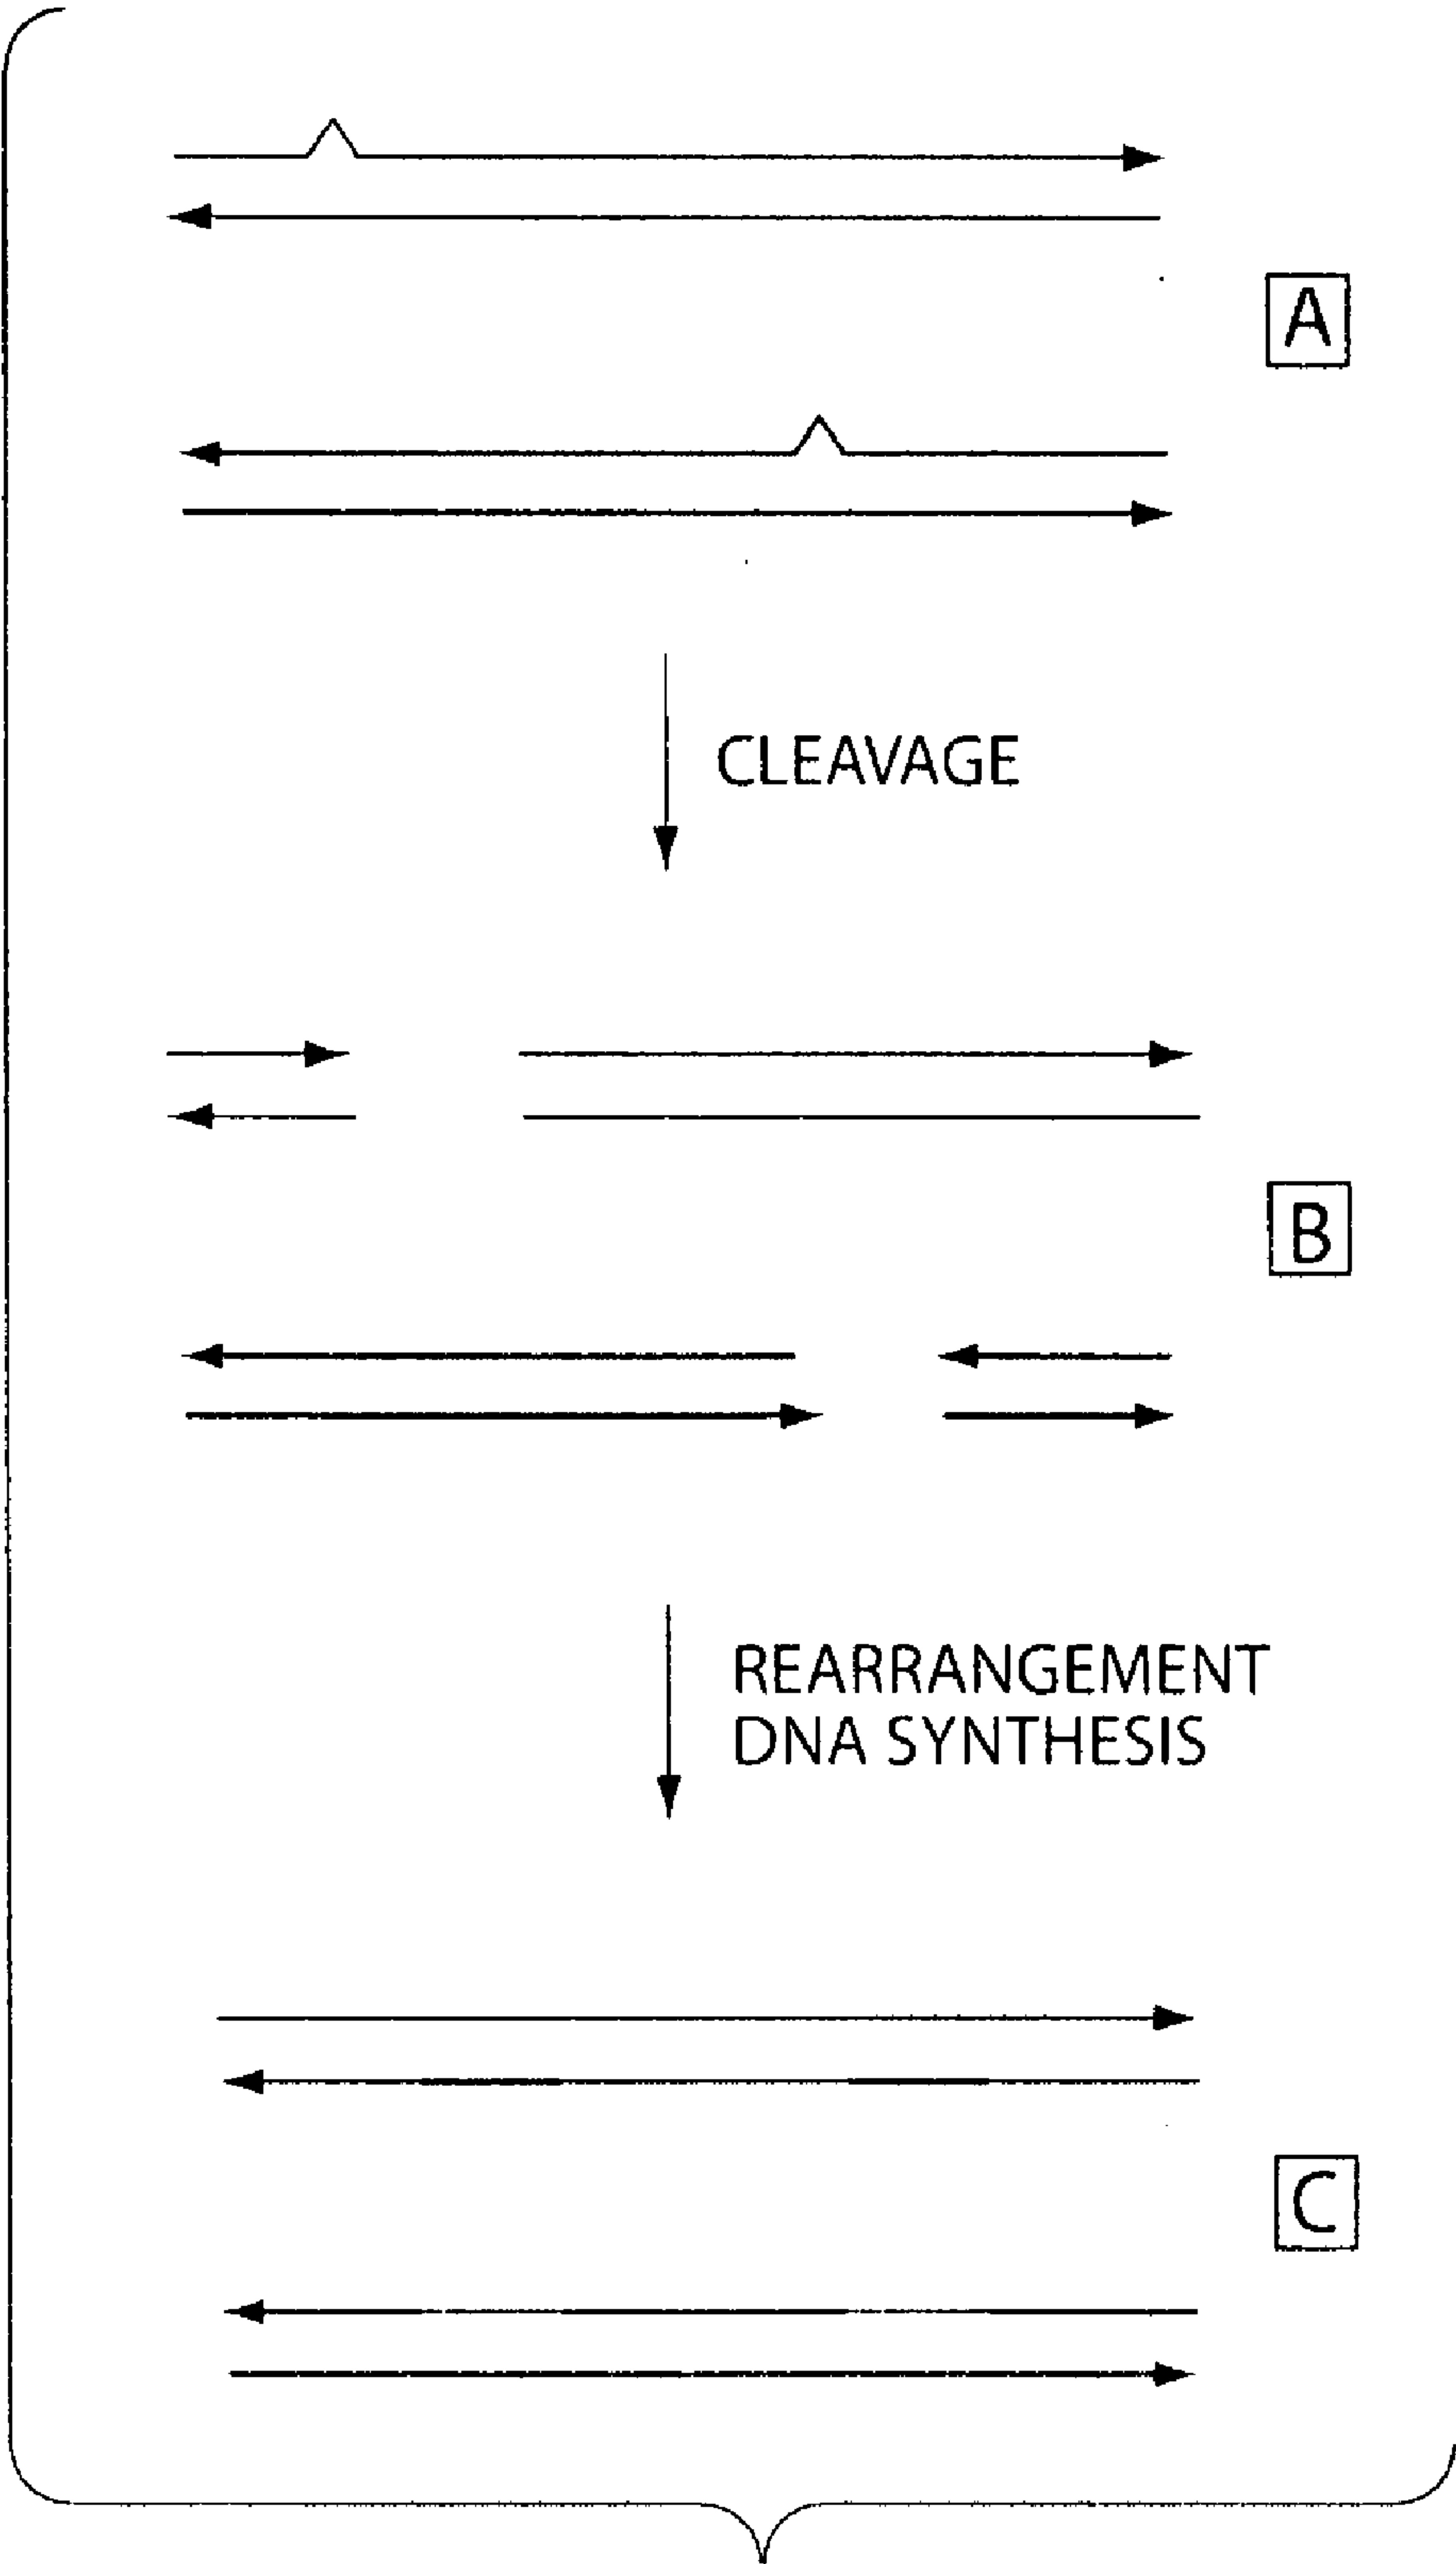 A
CLEAVAGE
B
REARRANGEMENT
DNA SYNTHESIS
C